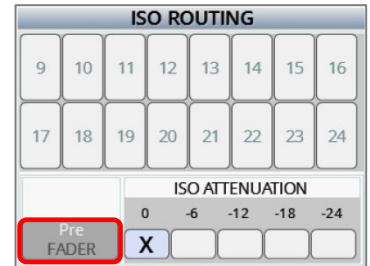 ISO ROUTING
9 10 11 12 13 14 15 16
17 18 19 20 21 22 23 24
ISO ATTENUATION
0 -6 -12 -18 -24
Pre
FADER
X